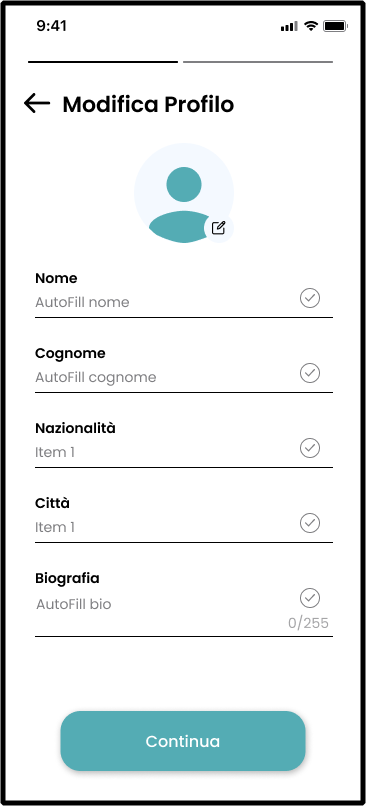 9:41
Modifica Profilo
Nome
AutoFill nome
Cognome
AutoFill cognome
Nazionalità
Item 1
Città
Item 1
Biografia
AutoFill bio
0/255
Continua